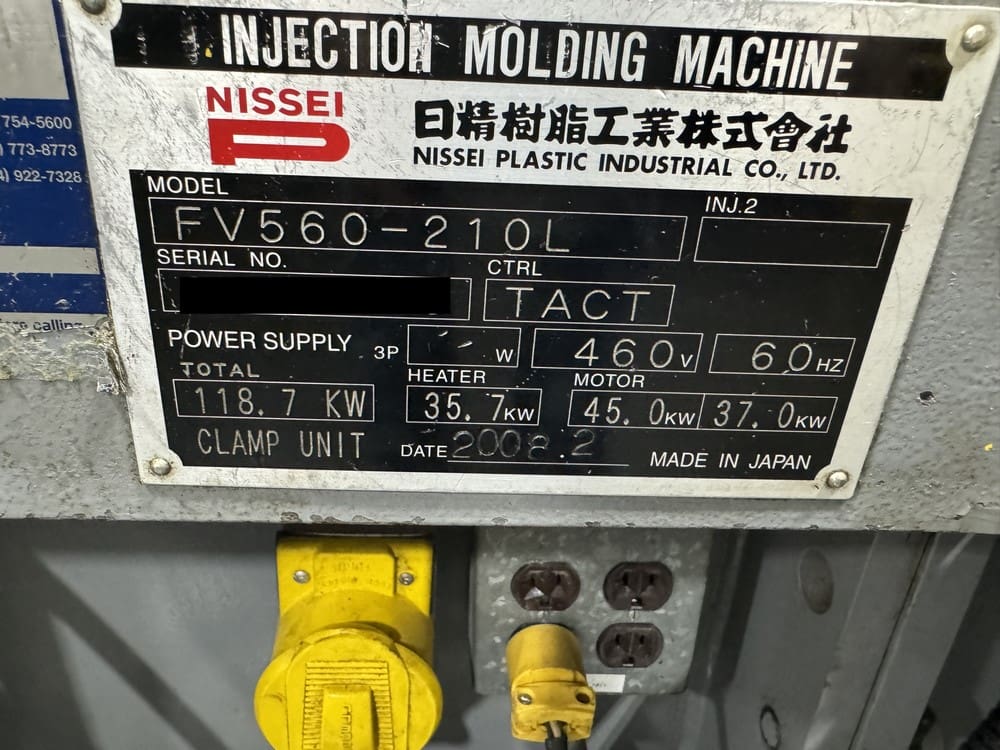 INJECTION MOLDING MACHINE
NISSEI
日精樹脂工業株式會社
NISSEI PLASTIC INDUSTRIAL CO., LTD.
MODEL
FV560-210L
INJ.2
SERIAL NO.
CTRL
TACT
POWER SUPPLY 3P - W 460V 60HZ
TOTAL
118.7 KW
HEATER
35.7KW
MOTOR
45.0KW 37.0KW
CLAMP UNIT
DATE 2008.2
MADE IN JAPAN
754-5600
) 773-8773
4) 922-7328
calling